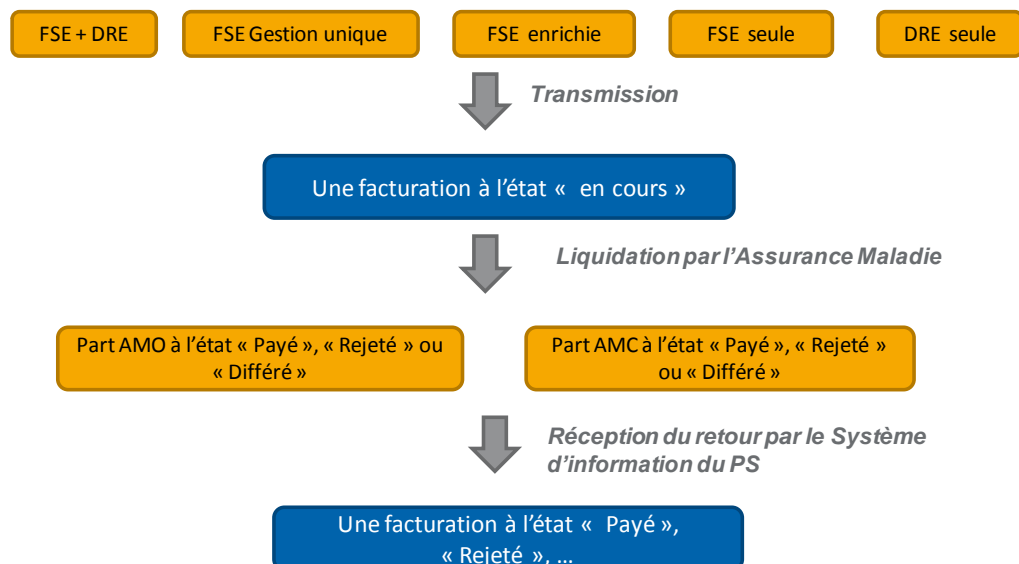 FSE + DRE
FSE Gestion unique
FSE enrichie
FSE seule
DRE seule
Transmission
Une facturation à l'état « en cours »
Liquidation par l'Assurance Maladie
Part AMO à l'état « Payé », « Rejeté » ou
« Différé »
Part AMC à l'état « Payé », « Rejeté »
ou « Différé »
Réception du retour par le Système
d'information du PS
Une facturation à l'état « Payé »,
« Rejeté », ...